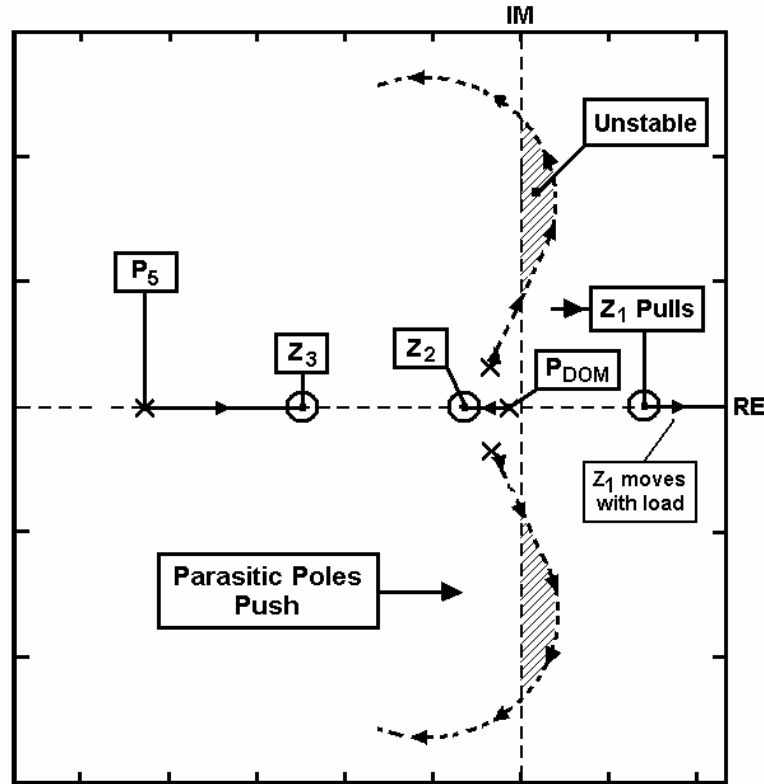 IM
Unstable
P5
Z1 Pulls
Z3
Z2
PDOM
RE
Z1 moves
with load
Parasitic Poles
Push